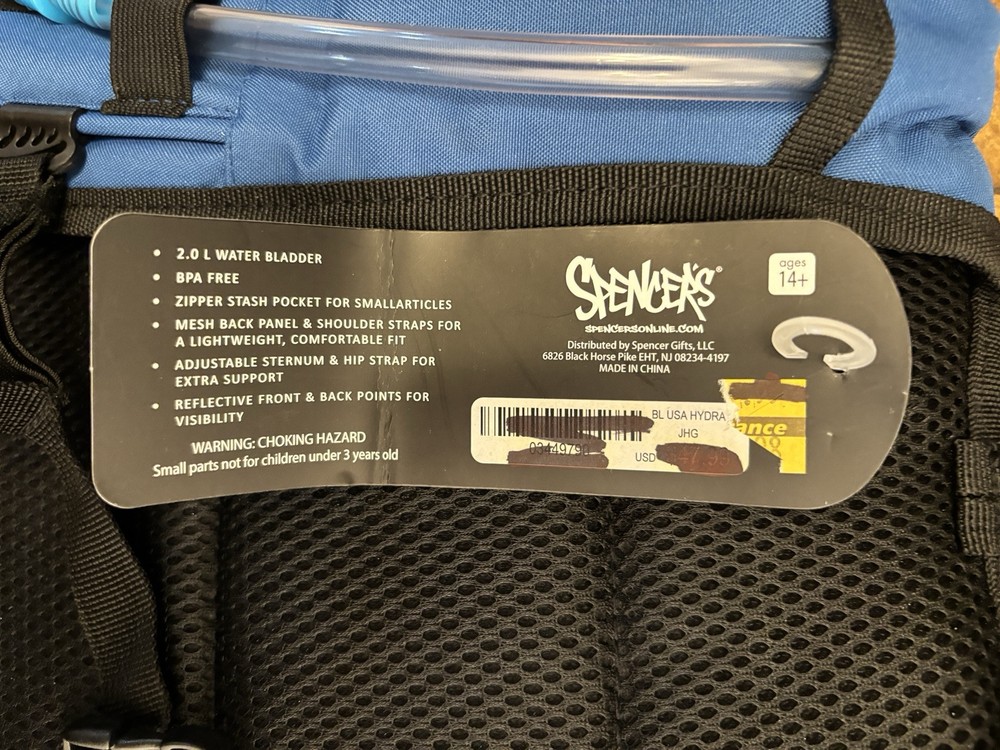 • 2.0 L WATER BLADDER
• BPA FREE
• ZIPPER STASH POCKET FOR SMALLARTICLES
• MESH BACK PANEL & SHOULDER STRAPS FOR
A LIGHTWEIGHT, COMFORTABLE FIT
• ADJUSTABLE STERNUM & HIP STRAP FOR
EXTRA SUPPORT
• REFLECTIVE FRONT & BACK POINTS FOR
VISIBILITY
WARNING: CHOKING HAZARD
Small parts not for children under 3 years old
SPENCER'S®
SPENCERSONLINE.COM
Distributed by Spencer Gifts, LLC
6826 Black Horse Pike EHT, NJ 08234-4197
MADE IN CHINA
ages
14+
BL USA HYDRA
JHG
USD
ance